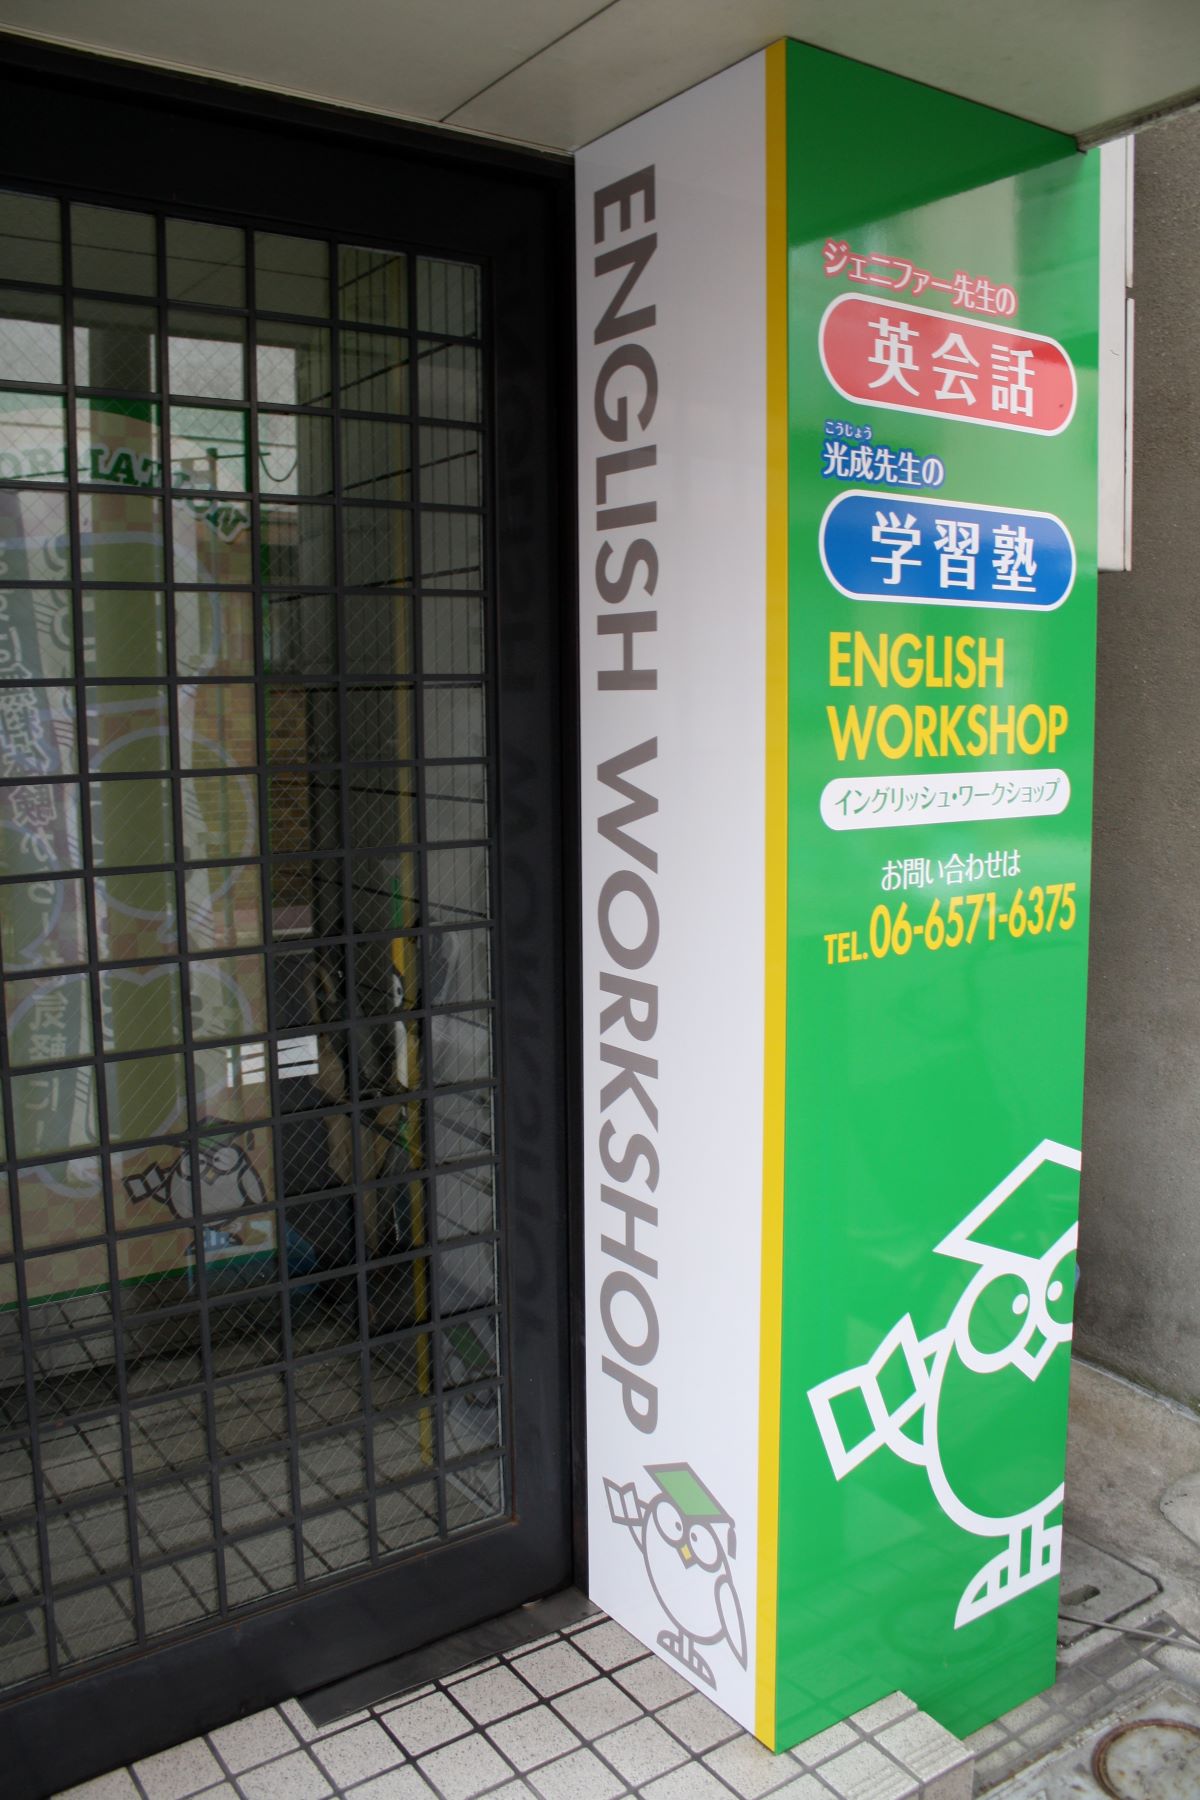 ENGLISH WORKSHOP
ジェニファー先生の
英会話
こうじょう
光成先生の
学習塾
ENGLISH
WORKSHOP
イングリッシュ・ワークショップ
お問い合わせは
TEL. 06-6571-6375